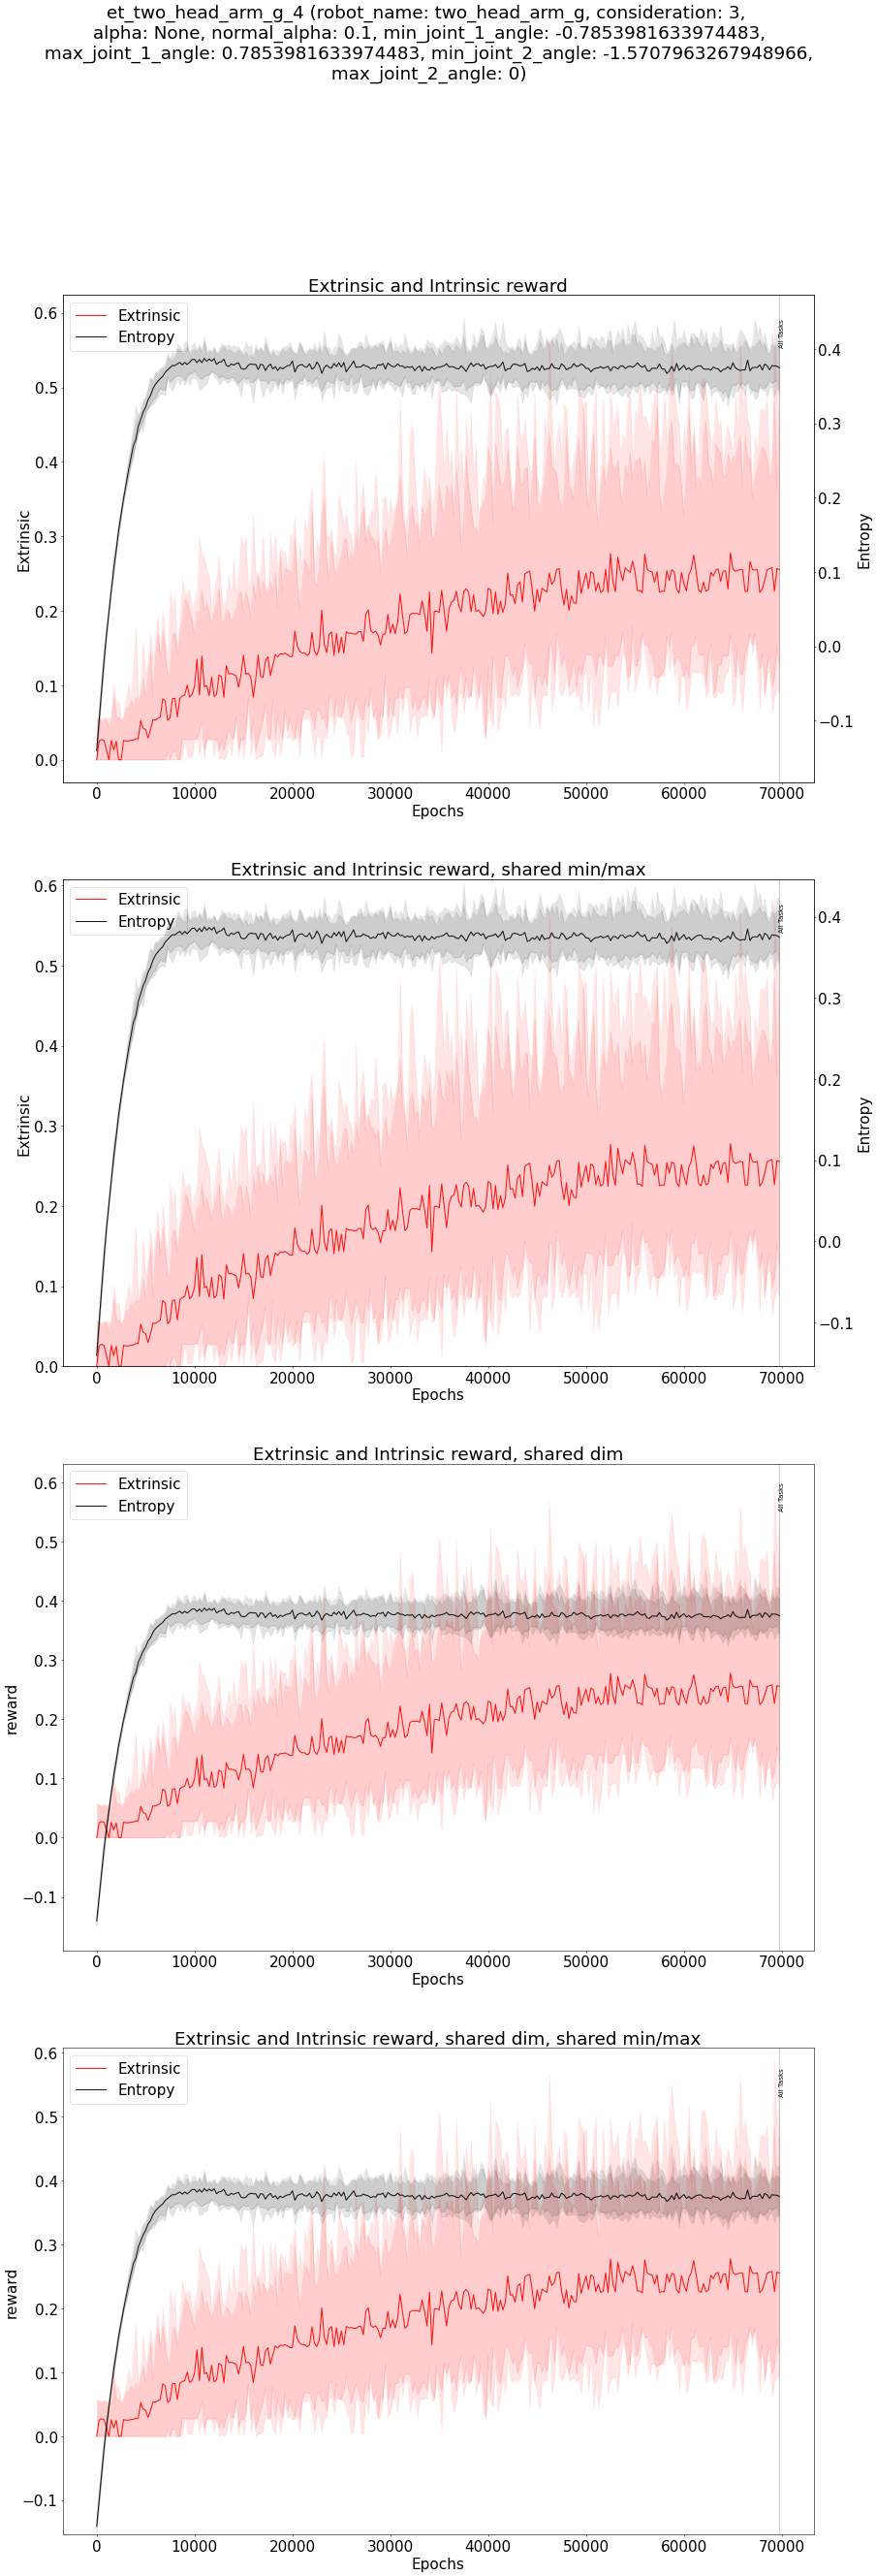 et_two_head_arm_g_4 (robot_name: two_head_arm_g, consideration: 3,
alpha: None, normal_alpha: 0.1, min_joint_1_angle: -0.7853981633974483,
max_joint_1_angle: 0.7853981633974483, min_joint_2_angle: -1.5707963267948966,
max_joint_2_angle: 0)
Extrinsic and Intrinsic reward
Extrinsic
Entropy
All Tasks
0.6
0.5
0.4
0.3
0.2
0.1
0.0
Extrinsic
0.4
0.3
0.2
0.1
0.0
−0.1
Entropy
0 10000 20000 30000 40000 50000 60000 70000
Epochs
Extrinsic and Intrinsic reward, shared min/max
Extrinsic
Entropy
All Tasks
0.6
0.5
0.4
0.3
0.2
0.1
0.0
Extrinsic
0.4
0.3
0.2
0.1
0.0
−0.1
Entropy
0 10000 20000 30000 40000 50000 60000 70000
Epochs
Extrinsic and Intrinsic reward, shared dim
Extrinsic
Entropy
All Tasks
0.6
0.5
0.4
0.3
0.2
0.1
0.0
−0.1
reward
0 10000 20000 30000 40000 50000 60000 70000
Epochs
Extrinsic and Intrinsic reward, shared dim, shared min/max
Extrinsic
Entropy
All Tasks
0.6
0.5
0.4
0.3
0.2
0.1
0.0
−0.1
reward
0 10000 20000 30000 40000 50000 60000 70000
Epochs